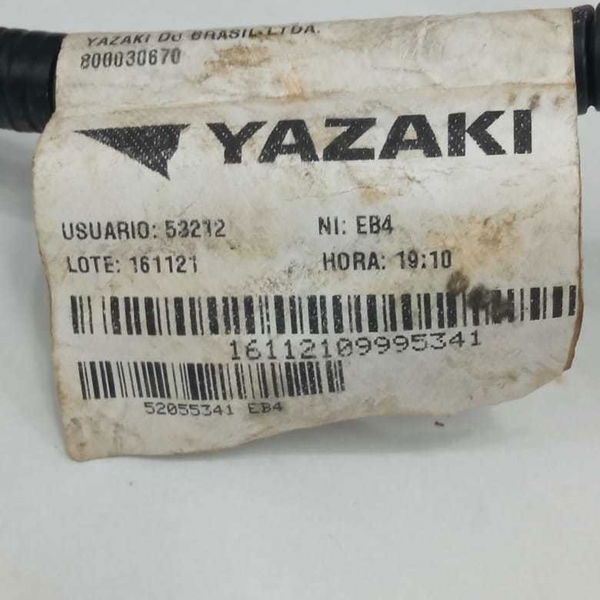 YAZAKI DO BRASIL LTDA.
800030670
YAZAKI
USUARIO: 53212 NI: EB4
LOTE: 161121 HORA: 19:10
16112109995341
52055341 EB4